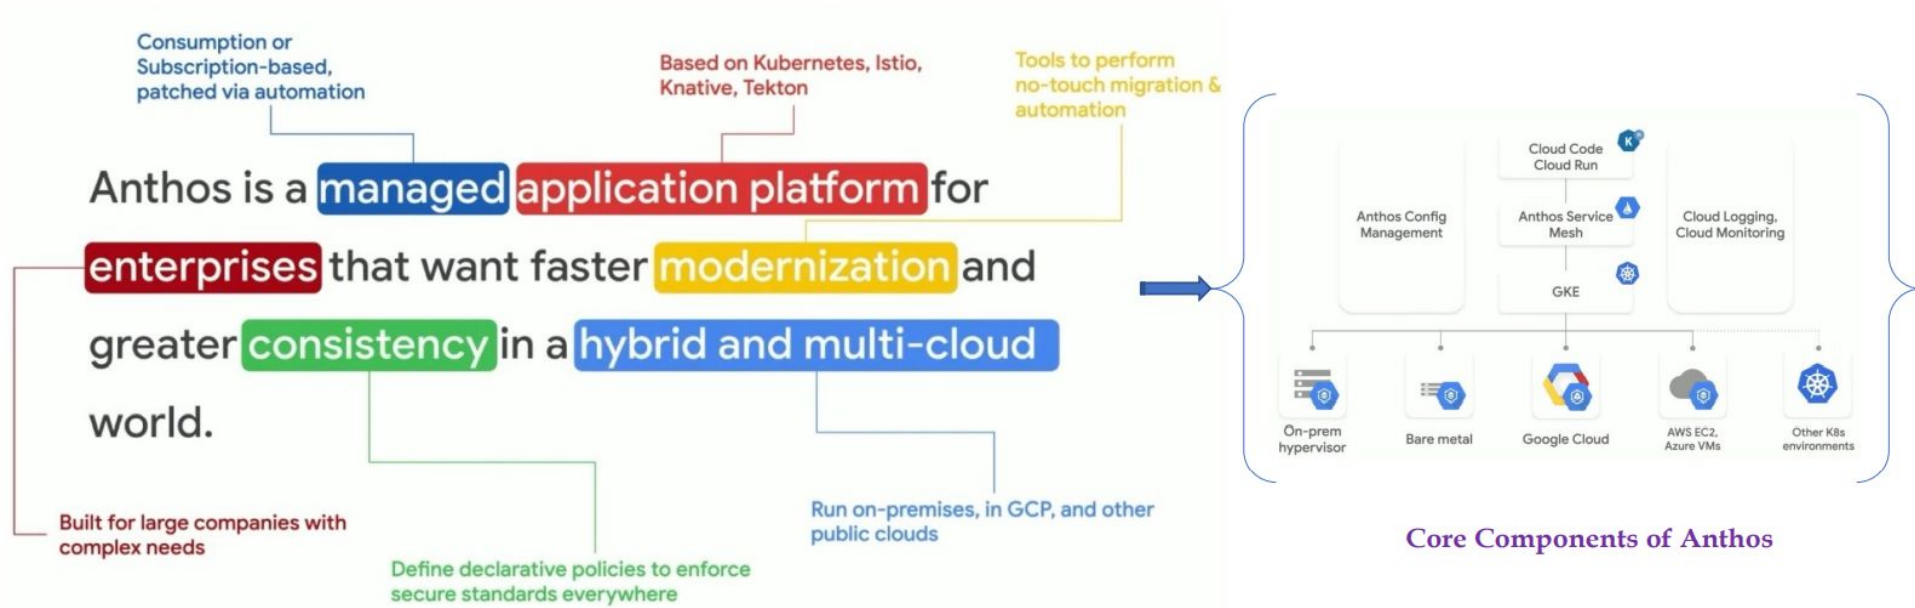 Consumption or
Subscription-based,
patched via automation
Based on Kubernetes, Istio,
Knative, Tekton
Tools to perform
no-touch migration &
automation
Anthos is a managed application platform for
enterprises that want faster modernization and
greater consistency in a hybrid and multi-cloud
world.
Built for large companies with
complex needs
Define declarative policies to enforce
secure standards everywhere
Run on-premises, in GCP, and other
public clouds
Cloud Code
Cloud Run
K
Anthos Config
Management
Anthos Service
Mesh
Cloud Logging,
Cloud Monitoring
GKE
On-prem
hypervisor
Bare metal
Google Cloud
AWS EC2,
Azure VMs
Other K8s
environments
Core Components of Anthos